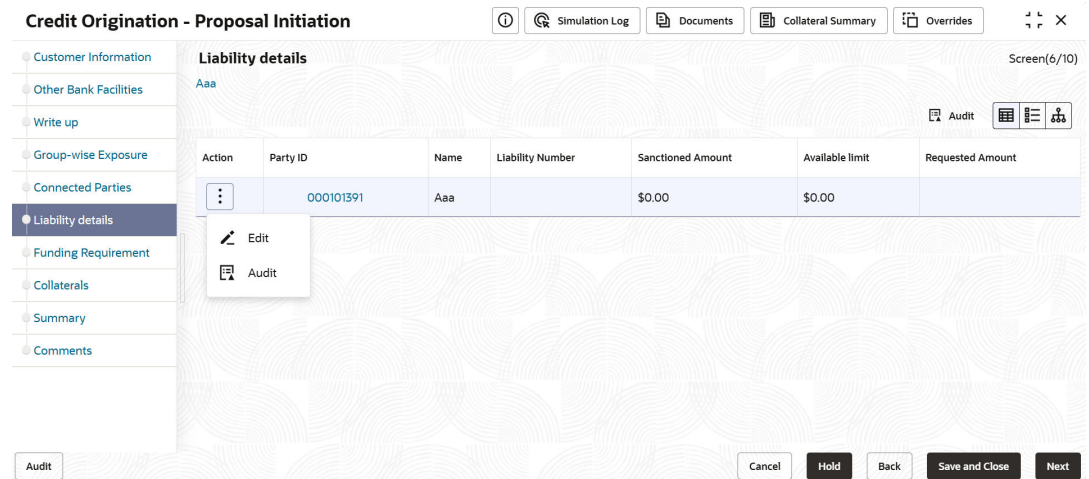 Credit Origination - Proposal Initiation
Simulation Log
Documents
Collateral Summary
Overrides
Customer Information
Other Bank Facilities
Write up
Group-wise Exposure
Connected Parties
Liability details
Funding Requirement
Collaterals
Summary
Comments
Liability details
Screen(6/10)
Aaa
Audit
Action Party ID Name Liability Number Sanctioned Amount Available limit Requested Amount
000101391 Aaa $0.00 $0.00
Edit
Audit
Audit
Cancel Hold Back Save and Close Next